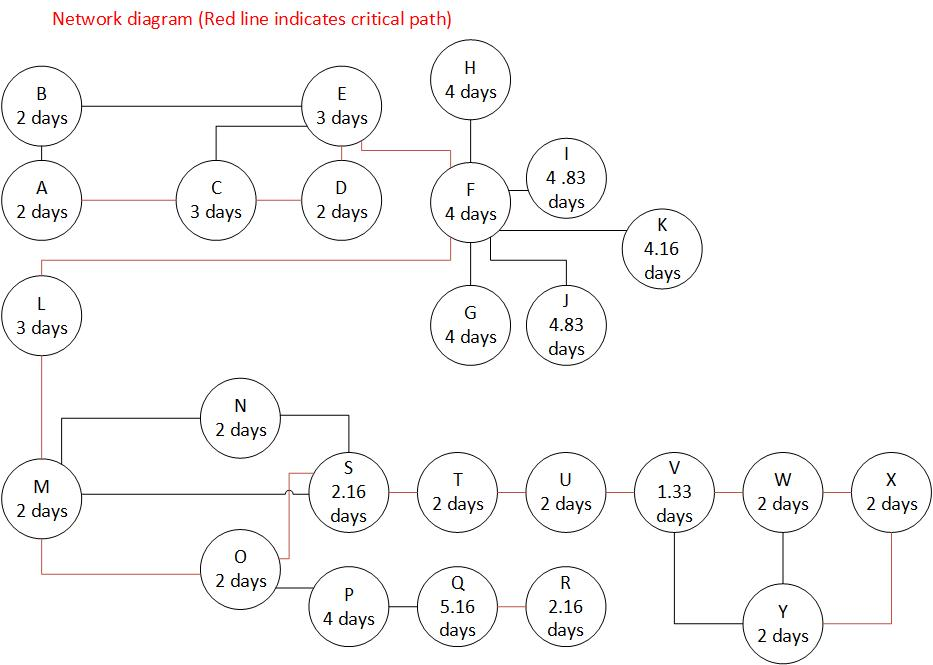 Network diagram (Red line indicates critical path)
H
4 days
B
2 days
E
3 days
I
4 .83
days
A
2 days
C
3 days
D
2 days
F
4 days
K
4.16
days
L
3 days
G
4 days
J
4.83
days
N
2 days
M
2 days
S
2.16
days
T
2 days
U
2 days
V
1.33
days
W
2 days
X
2 days
O
2 days
P
4 days
Q
5.16
days
R
2.16
days
Y
2 days